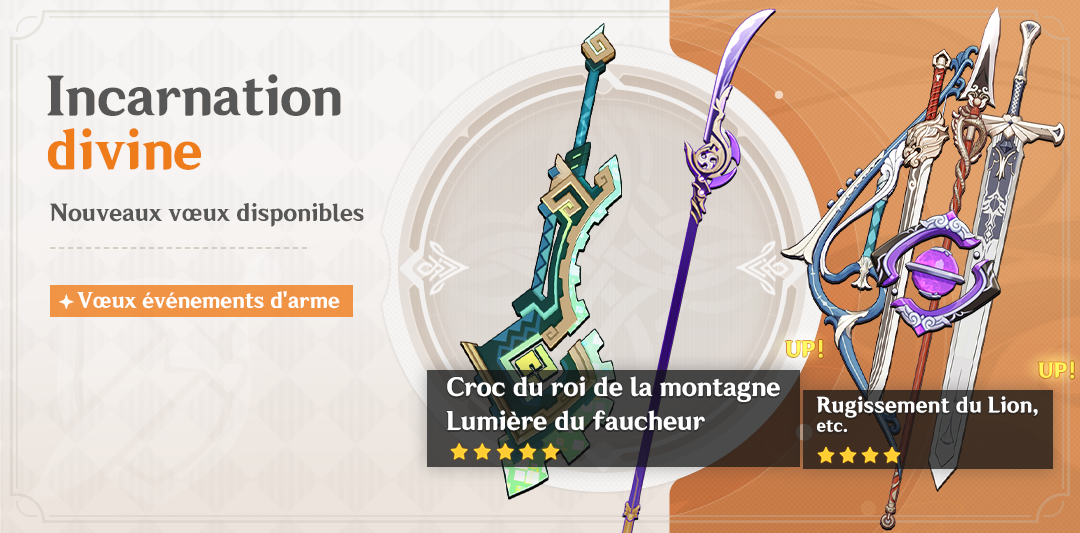 Incarnation
divine
Nouveaux vœux disponibles
Vœux événements d'arme
Croc du roi de la montagne
Lumière du faucheur
UP!
UP!
Rugissement du Lion,
etc.